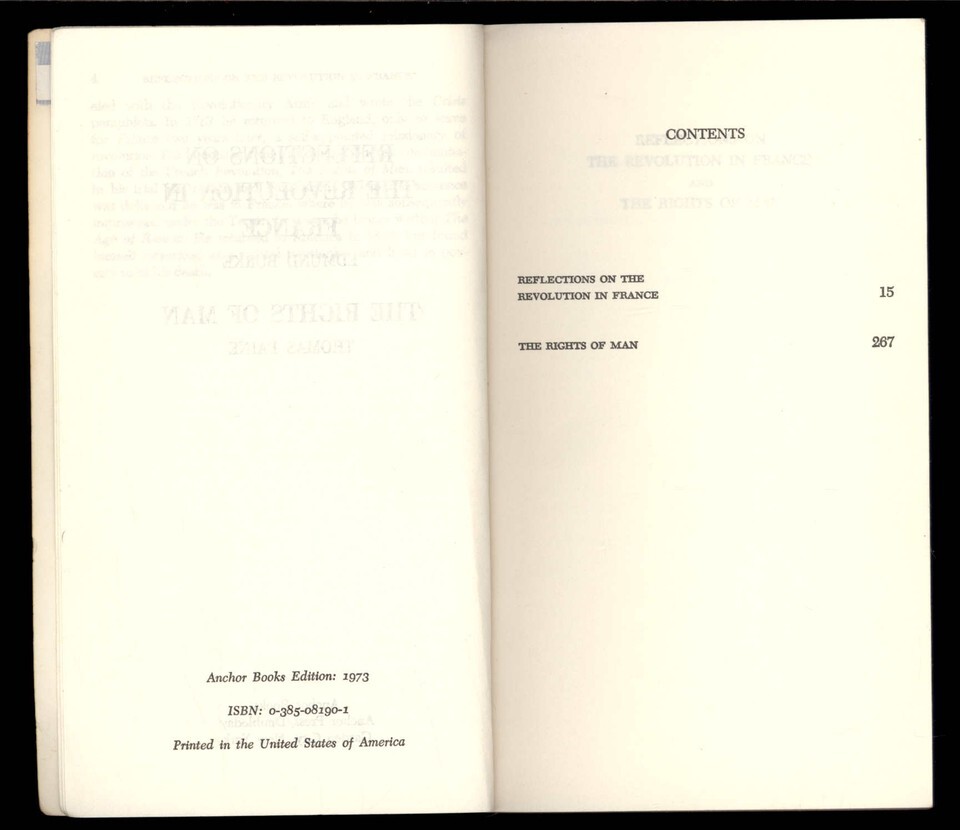 Anchor Books Edition: 1973
ISBN: 0-385-08190-1
Printed in the United States of America
CONTENTS
REFLECTIONS ON THE
REVOLUTION IN FRANCE 15
THE RIGHTS OF MAN 267